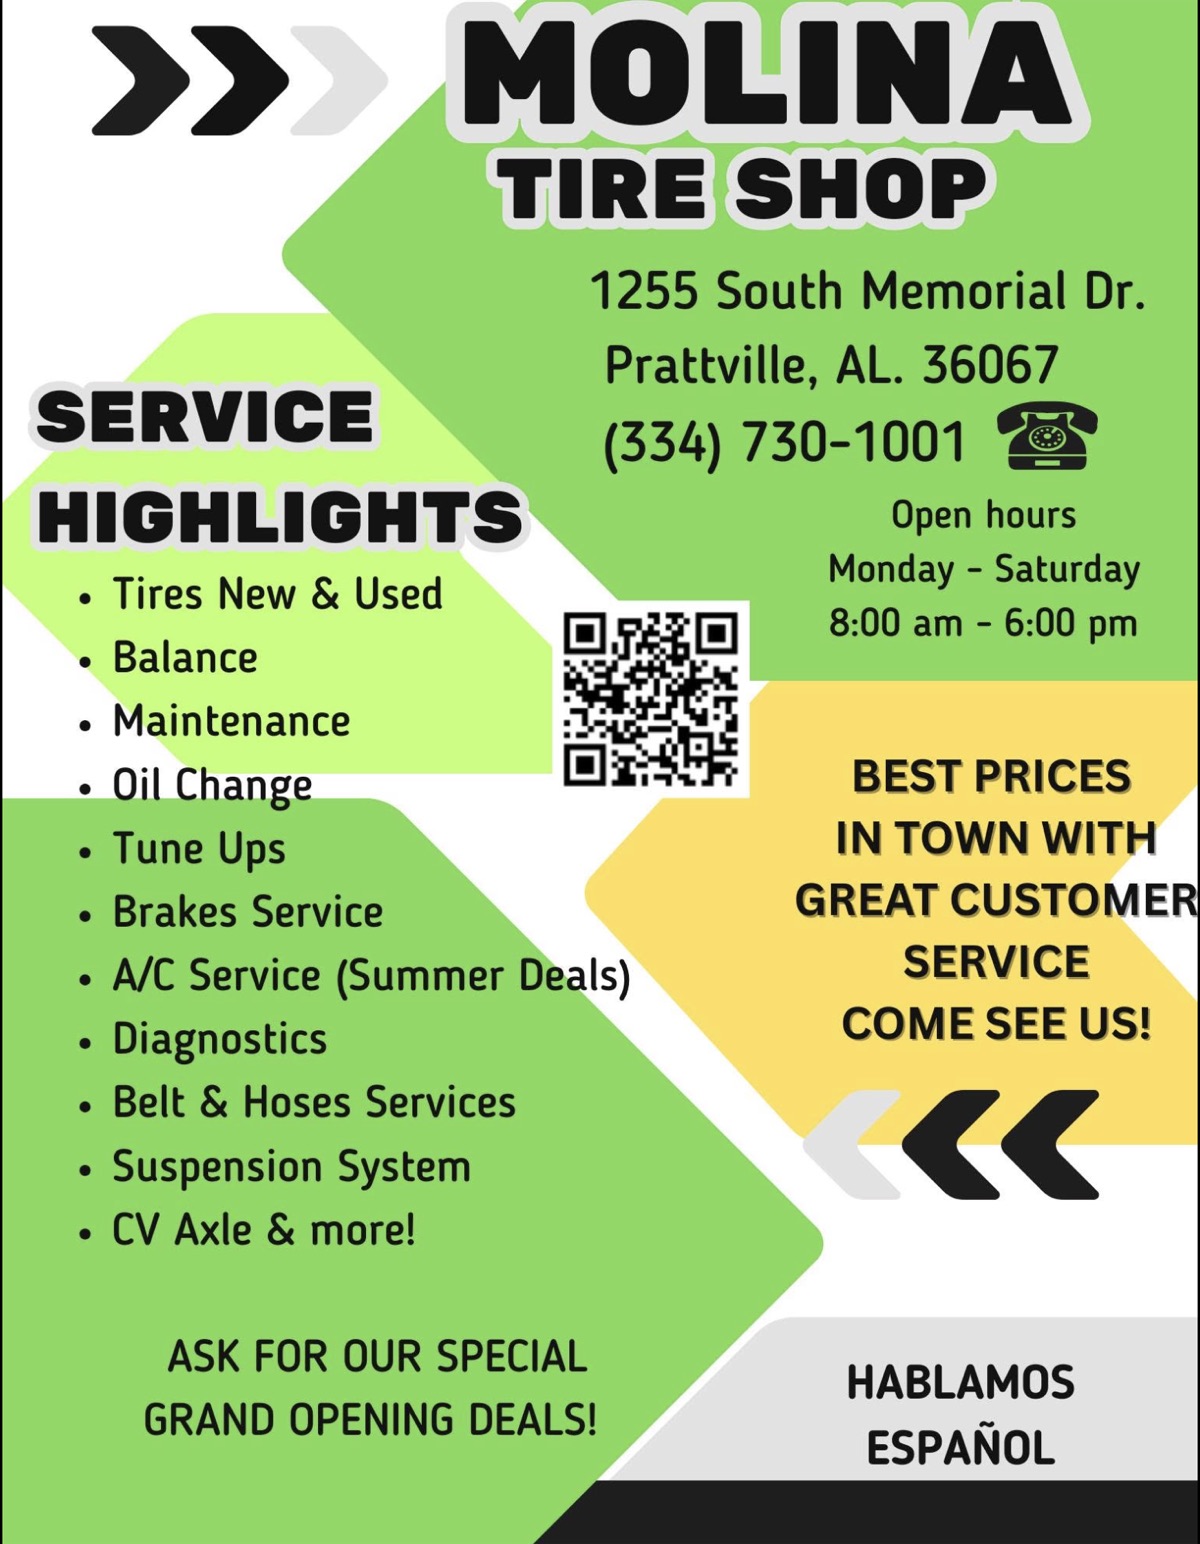 MOLINA
TIRE SHOP
1255 South Memorial Dr.
Prattville, AL. 36067
(334) 730-1001
Open hours
Monday - Saturday
8:00 am - 6:00 pm
SERVICE
HIGHLIGHTS
• Tires New & Used
• Balance
• Maintenance
• Oil Change
• Tune Ups
• Brakes Service
• A/C Service (Summer Deals)
• Diagnostics
• Belt & Hoses Services
• Suspension System
• CV Axle & more!
BEST PRICES
IN TOWN WITH
GREAT CUSTOMER
SERVICE
COME SEE US!
ASK FOR OUR SPECIAL
GRAND OPENING DEALS!
HABLAMOS
ESPAÑOL